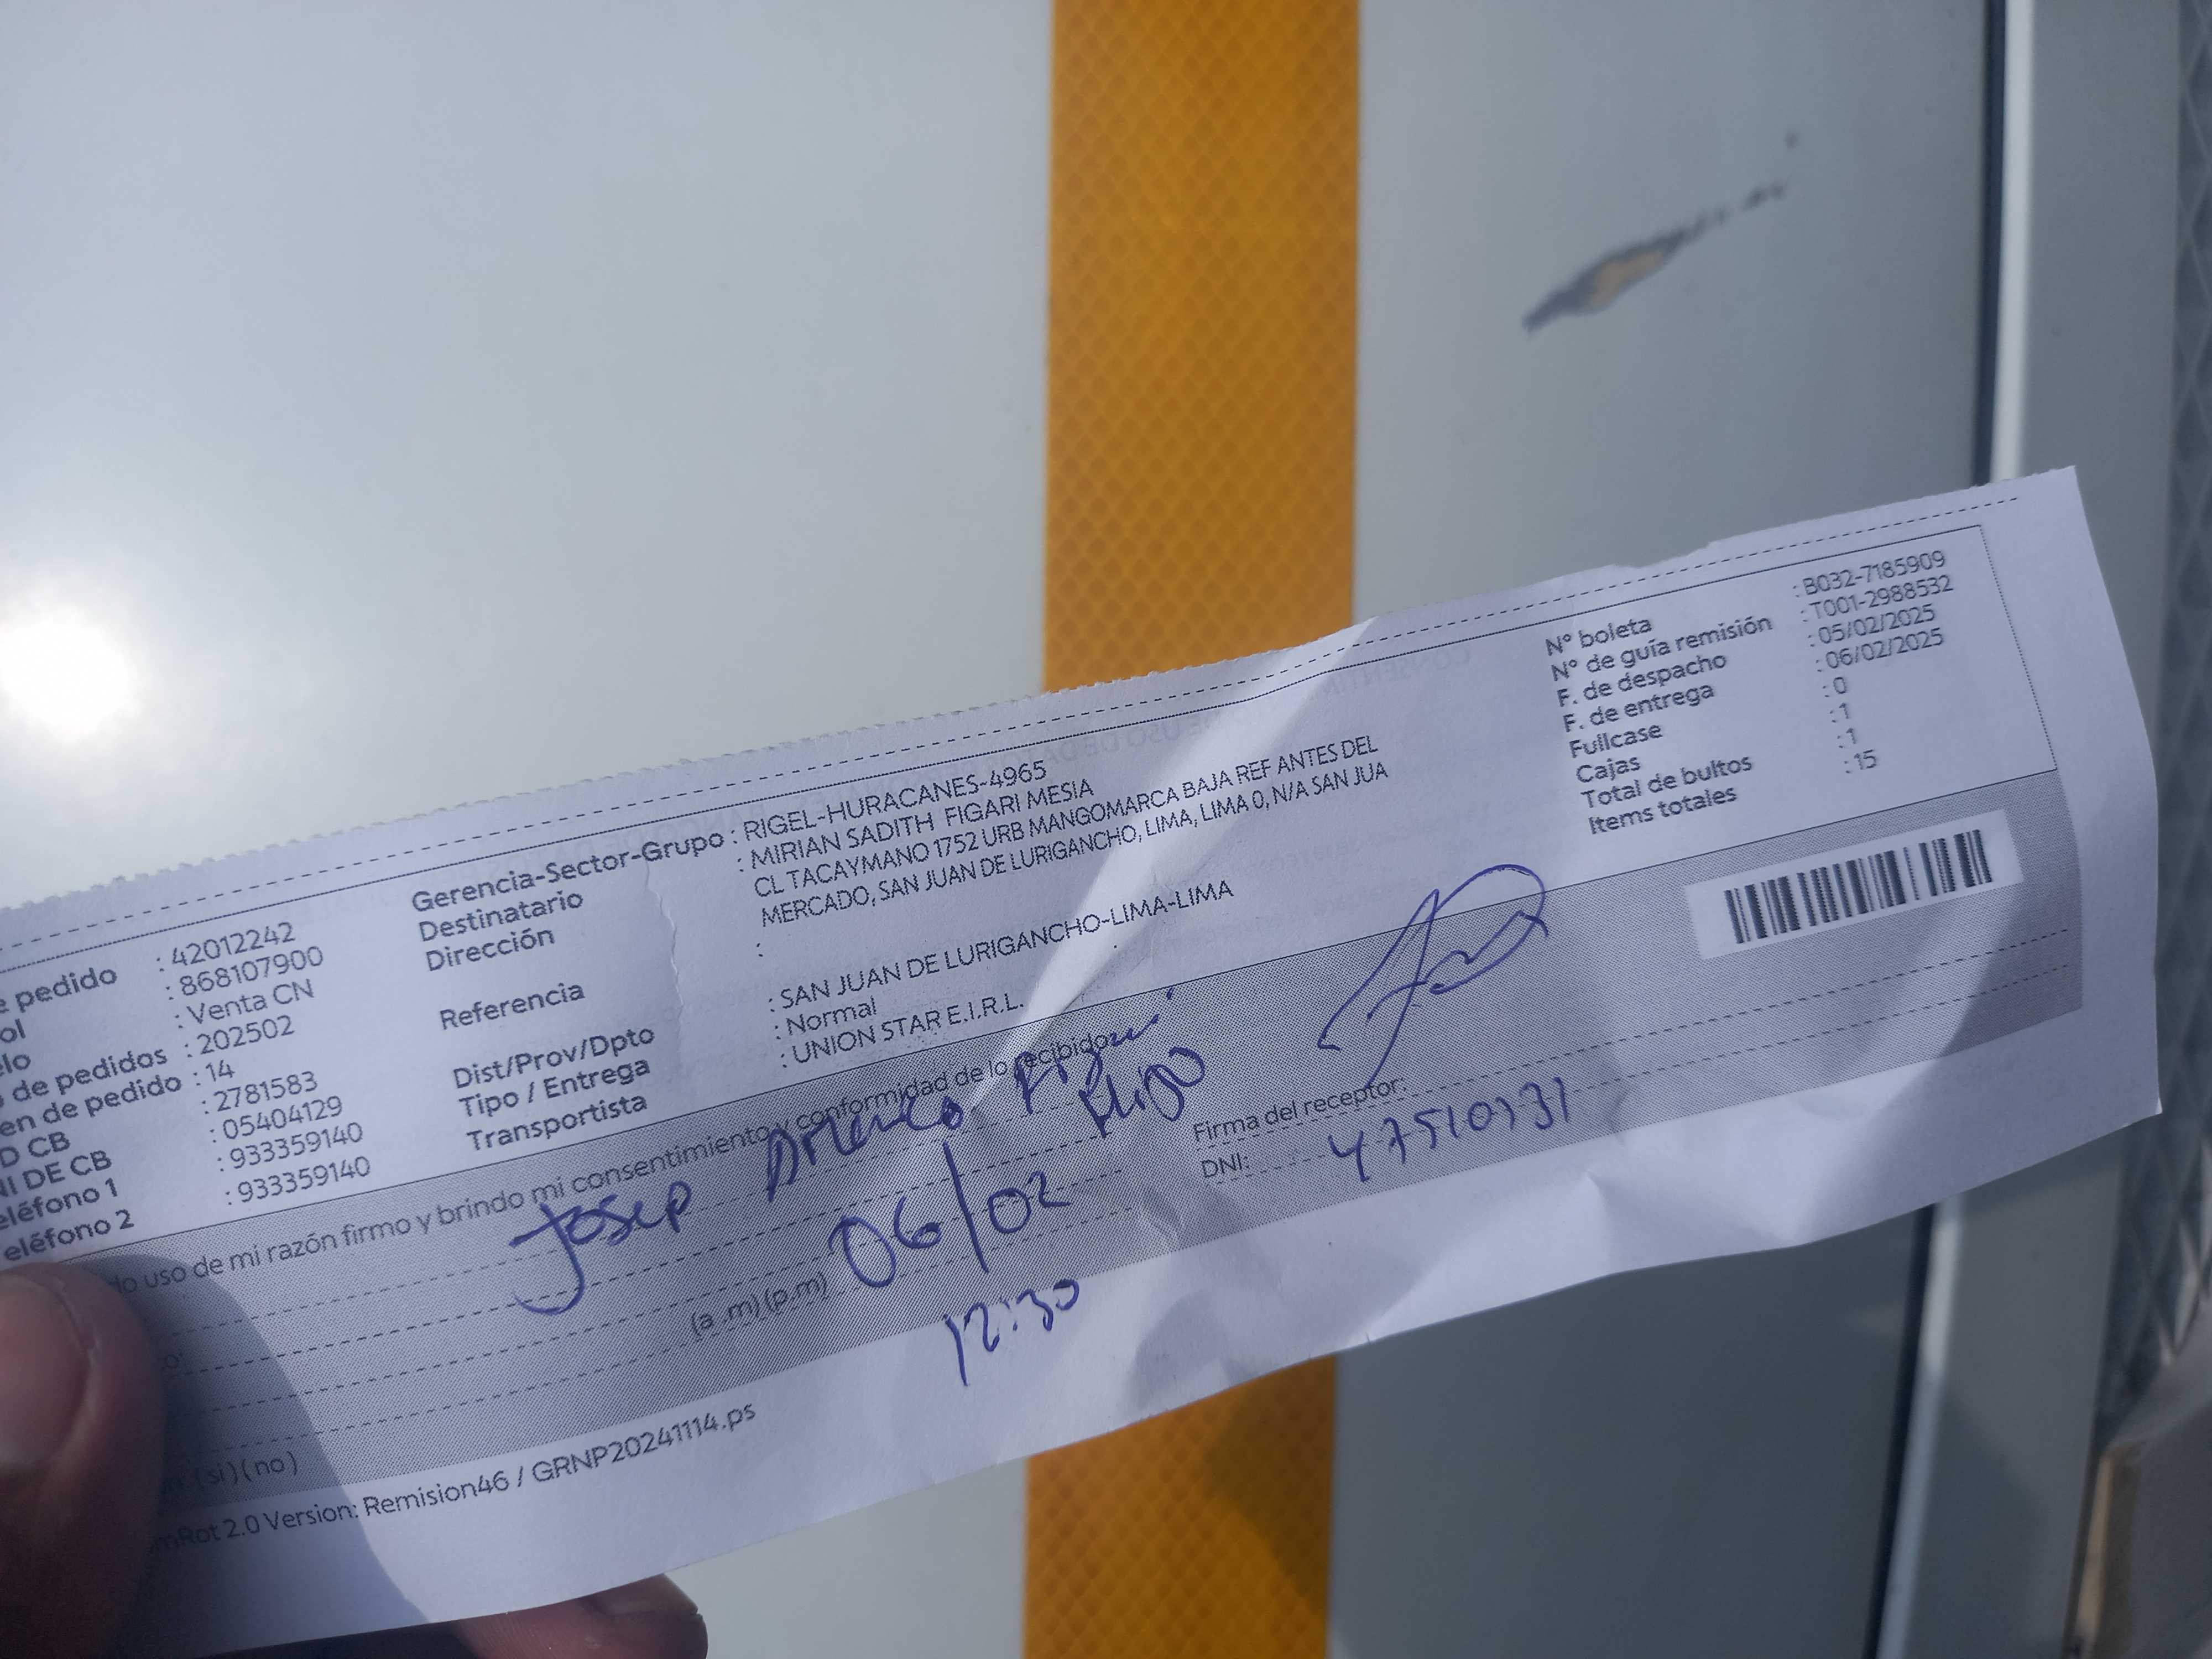 e pedido : 42012242
ol : 868107900
elo : Venta CN
de pedidos : 202502
en de pedido : 14
D CB : 2781583
NI DE CB : 05404129
eléfono 1 : 933359140
eléfono 2 : 933359140
Gerencia-Sector-Grupo : RIGEL-HURACANES-4965
Destinatario : MIRIAN SADITH FIGARI MESIA
Dirección CL TACAYMANO 1752 URB MANGOMARCA BAJA REF ANTES DEL
MERCADO, SAN JUAN DE LURIGANCHO, LIMA, LIMA 0, N/A SAN JUA
Referencia :
Dist/Prov/Dpto : SAN JUAN DE LURIGANCHO-LIMA-LIMA
Tipo / Entrega : Normal
Transportista : UNION STAR E.I.R.L.
N° boleta : B032-7185909
N° de guía remisión : T001-2988532
F. de despacho : 05/02/2025
F. de entrega : 06/02/2025
Fullcase : 0
Cajas : 1
Total de bultos : 1
Items totales : 15
do uso de mi razón firmo y brindo mi consentimiento y conformidad de lo recibido
Josep
Hijo
(a .m) (p.m) 06/02
12:30
Firma del receptor:
DNI:
(si) (no)
mRot 2.0 Version: Remision46 / GRNP20241114.ps